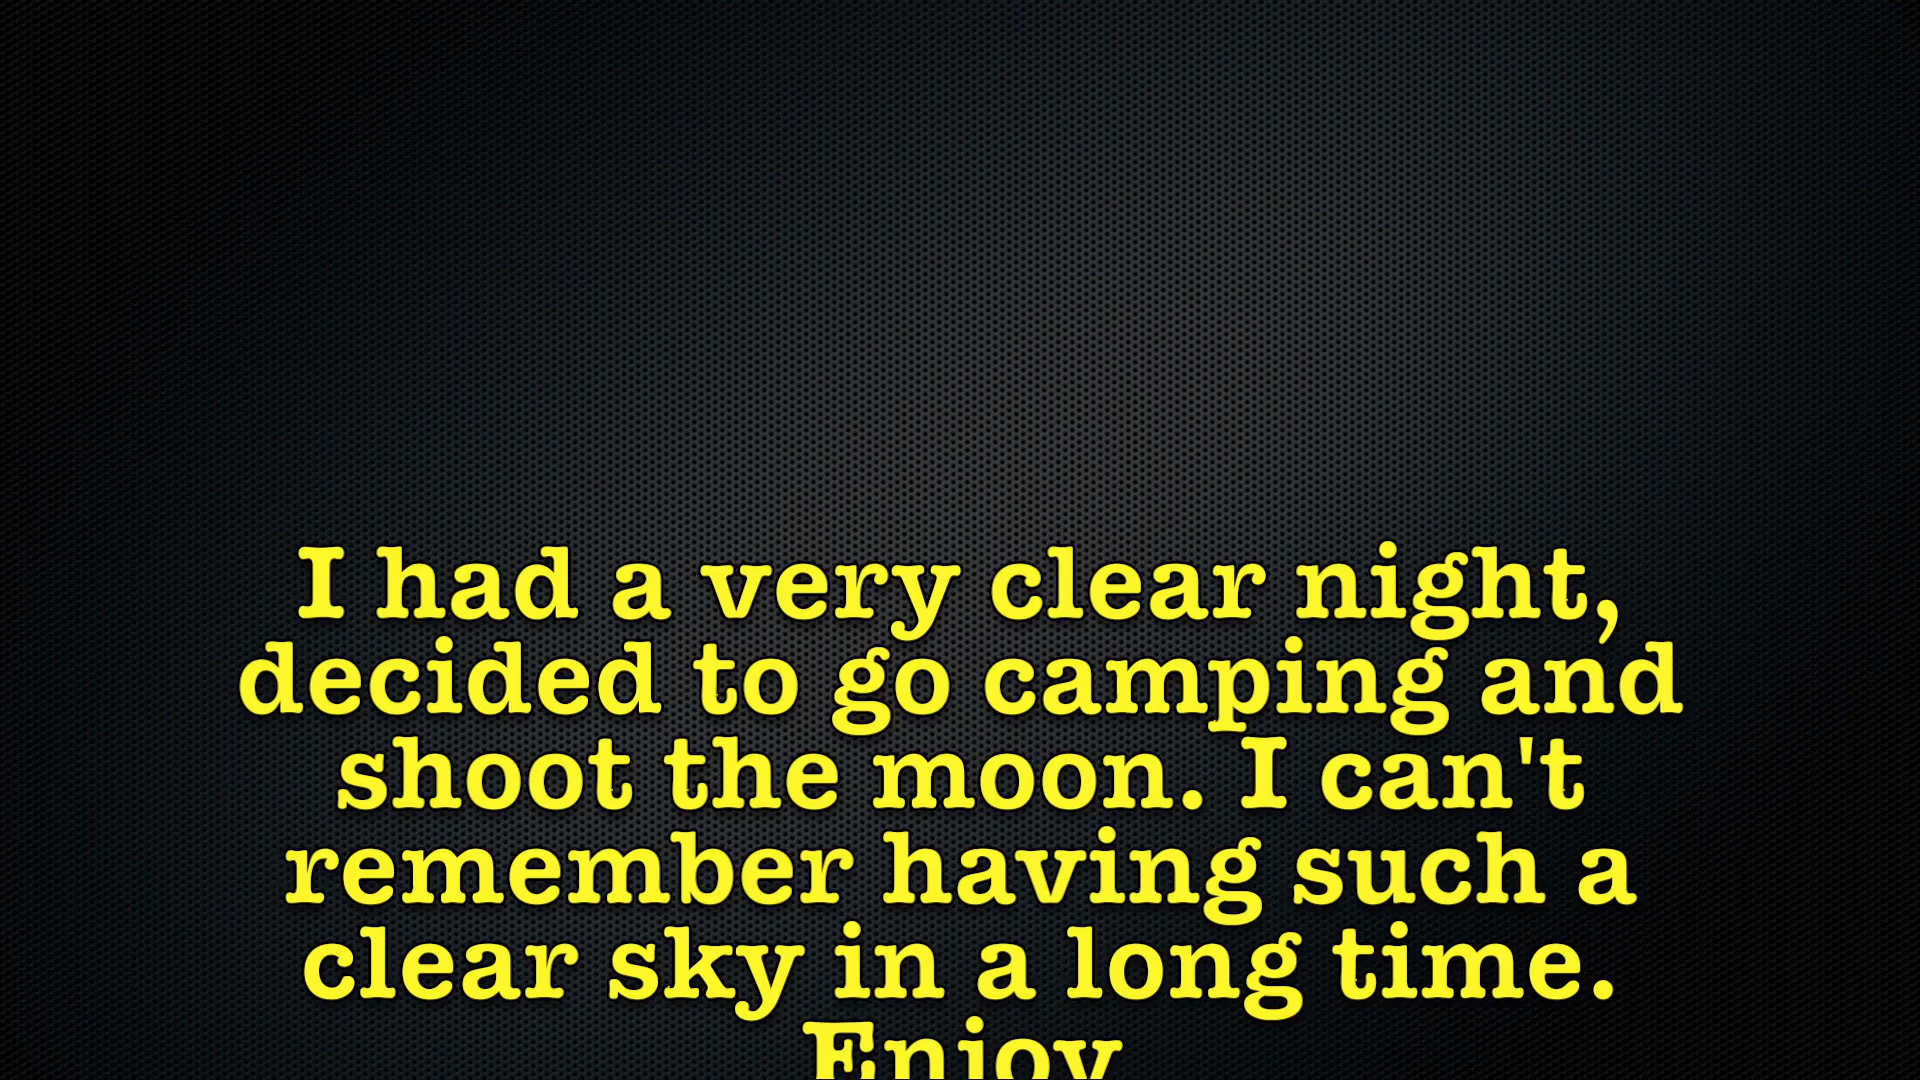 I had a very clear night,
decided to go camping and
shoot the moon. I can't
remember having such a
clear sky in a long time.
Enjoy